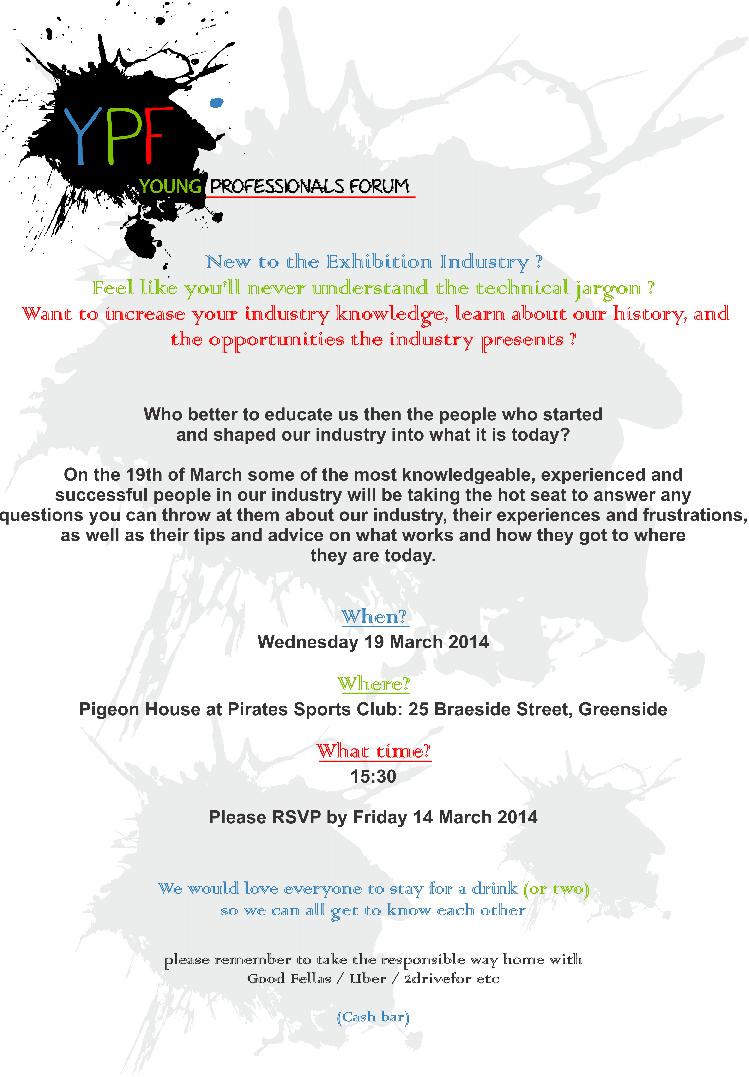 YPF
YOUNG PROFESSIONALS FORUM
New to the Exhibition Industry ?
Feel like you'll never understand the technical jargon ?
Want to increase your industry knowledge, learn about our history, and
the opportunities the industry presents ?
Who better to educate us then the people who started
and shaped our industry into what it is today?
On the 19th of March some of the most knowledgeable, experienced and
successful people in our industry will be taking the hot seat to answer any
questions you can throw at them about our industry, their experiences and frustrations,
as well as their tips and advice on what works and how they got to where
they are today.
When?
Wednesday 19 March 2014
Where?
Pigeon House at Pirates Sports Club: 25 Braeside Street, Greenside
What time?
15:30
Please RSVP by Friday 14 March 2014
We would love everyone to stay for a drink (or two)
so we can all get to know each other
please remember to take the responsible way home with
Good Fellas / Uber / 2drivefor etc
(Cash bar)